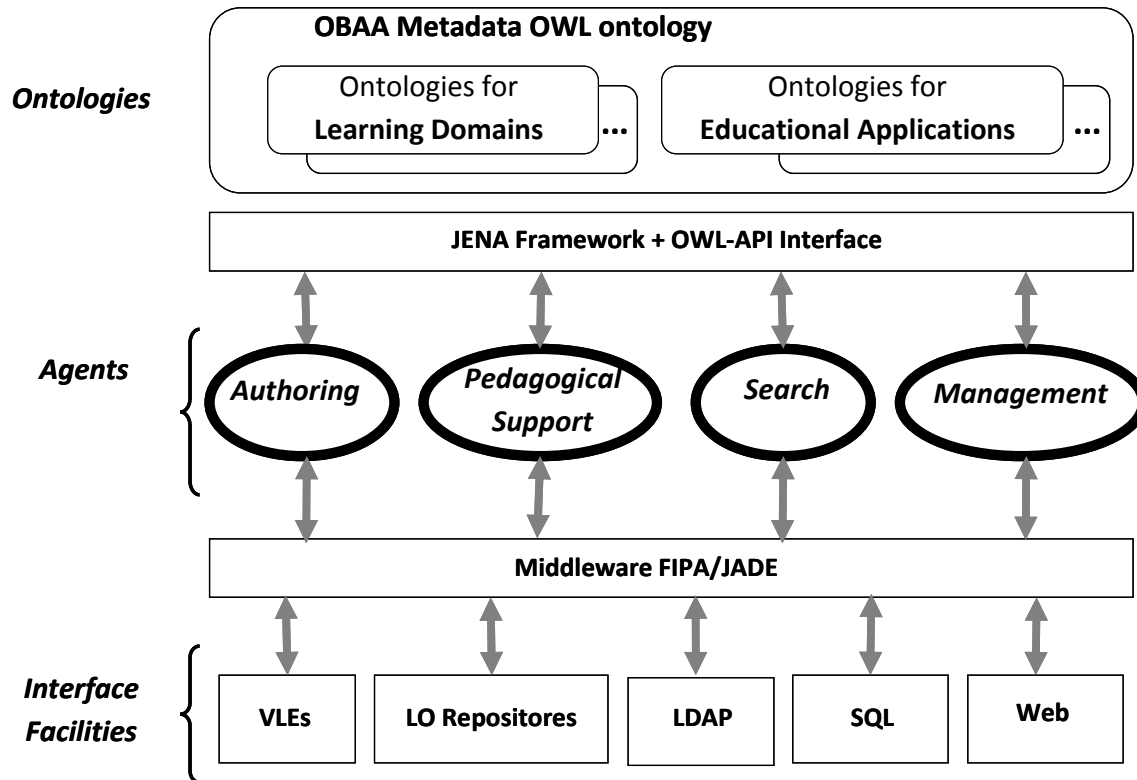 OBAA Metadata OWL ontology
Ontologies
Ontologies for
Learning Domains
...
Ontologies for
Educational Applications
...
JENA Framework + OWL-API Interface
Agents
Authoring
Pedagogical
Support
Search
Management
Middleware FIPA/JADE
Interface
Facilities
VLEs
LO Repositores
LDAP
SQL
Web